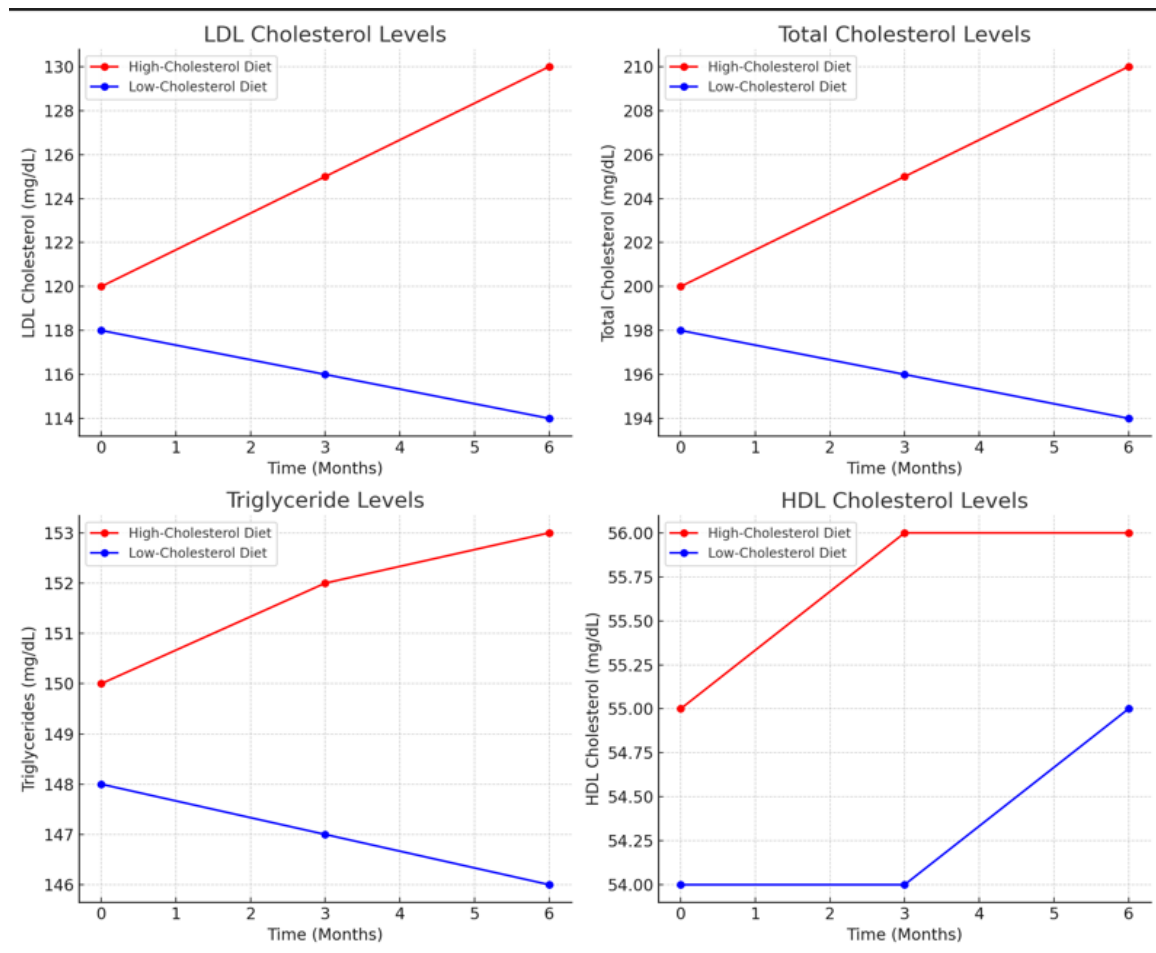 LDL Cholesterol Levels
High-Cholesterol Diet
Low-Cholesterol Diet
LDL Cholesterol (mg/dL)
130
128
126
124
122
120
118
116
114
0 1 2 3 4 5 6
Time (Months)
Total Cholesterol Levels
High-Cholesterol Diet
Low-Cholesterol Diet
Total Cholesterol (mg/dL)
210
208
206
204
202
200
198
196
194
0 1 2 3 4 5 6
Time (Months)
Triglyceride Levels
High-Cholesterol Diet
Low-Cholesterol Diet
Triglycerides (mg/dL)
153
152
151
150
149
148
147
146
0 1 2 3 4 5 6
Time (Months)
HDL Cholesterol Levels
High-Cholesterol Diet
Low-Cholesterol Diet
HDL Cholesterol (mg/dL)
56.00
55.75
55.50
55.25
55.00
54.75
54.50
54.25
54.00
0 1 2 3 4 5 6
Time (Months)